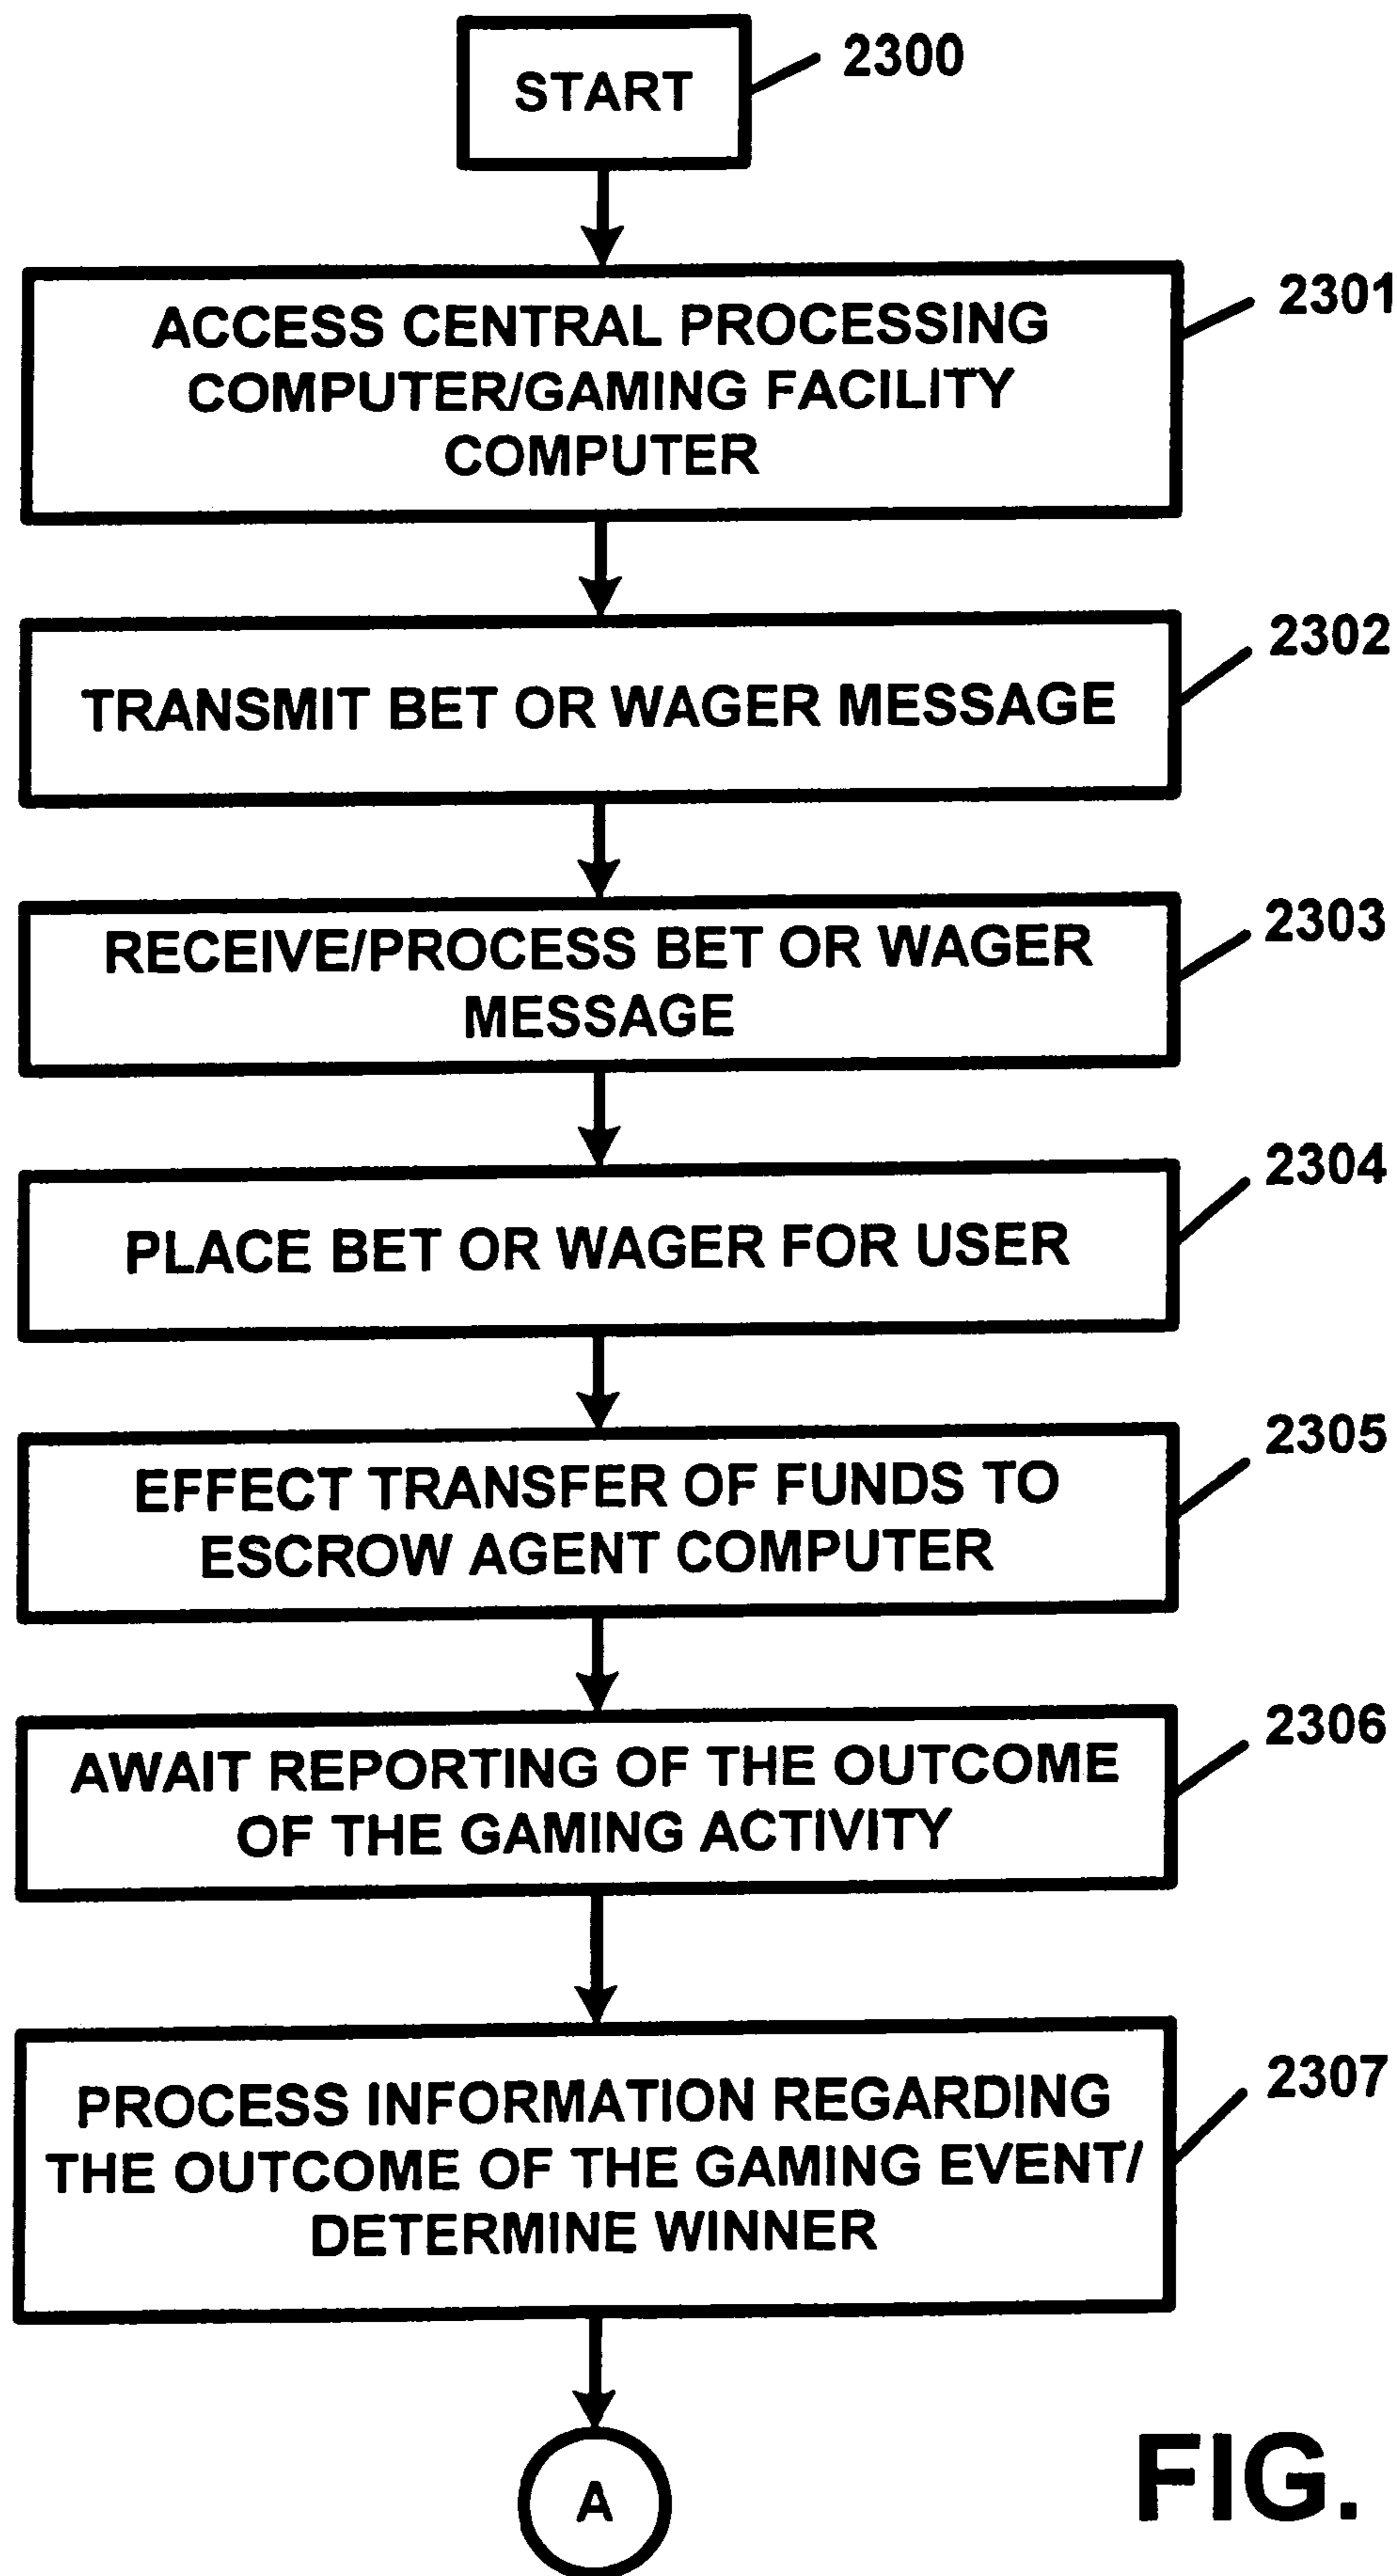 START
2300
ACCESS CENTRAL PROCESSING
COMPUTER/GAMING FACILITY
COMPUTER
2301
TRANSMIT BET OR WAGER MESSAGE
2302
RECEIVE/PROCESS BET OR WAGER
MESSAGE
2303
PLACE BET OR WAGER FOR USER
2304
EFFECT TRANSFER OF FUNDS TO
ESCROW AGENT COMPUTER
2305
AWAIT REPORTING OF THE OUTCOME
OF THE GAMING ACTIVITY
2306
PROCESS INFORMATION REGARDING
THE OUTCOME OF THE GAMING EVENT/
DETERMINE WINNER
2307
A
FIG.